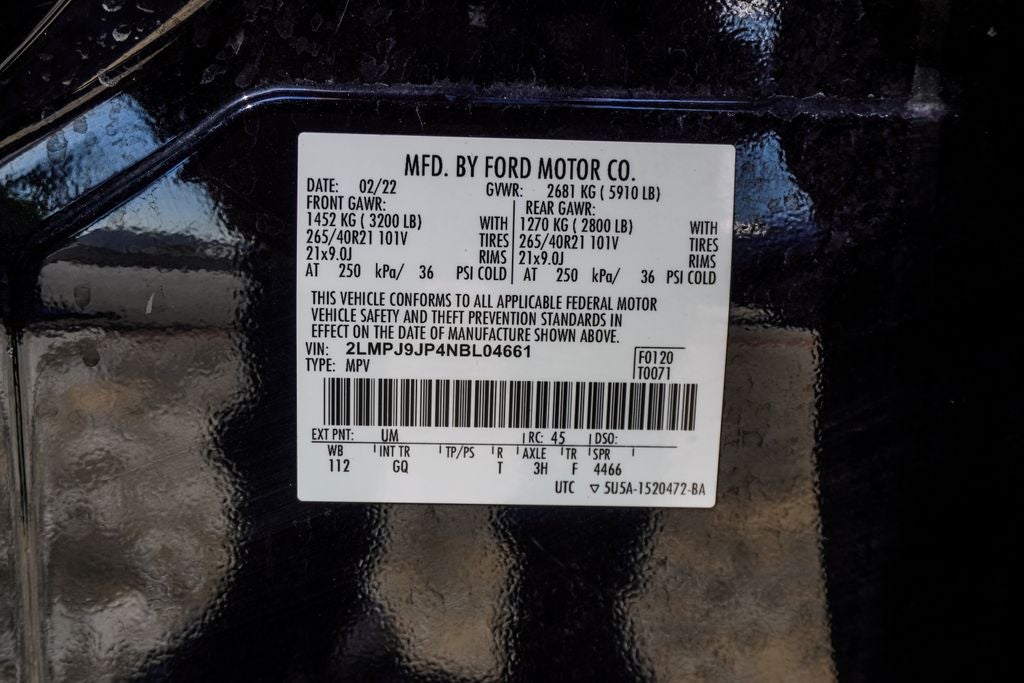 MFD. BY FORD MOTOR CO.
DATE: 02/22 GVWR: 2681 KG ( 5910 LB)
FRONT GAWR: REAR GAWR:
1452 KG ( 3200 LB) WITH 1270 KG ( 2800 LB) WITH
265/40R21 101V TIRES 265/40R21 101V TIRES
21x9.0J RIMS 21x9.0J RIMS
AT 250 kPa/ 36 PSI COLD AT 250 kPa/ 36 PSI COLD
THIS VEHICLE CONFORMS TO ALL APPLICABLE FEDERAL MOTOR
VEHICLE SAFETY AND THEFT PREVENTION STANDARDS IN
EFFECT ON THE DATE OF MANUFACTURE SHOWN ABOVE.
VIN: 2LMPJ9JP4NBL04661
F0120
TYPE: MPV T0071
EXT PNT: UM RC: 45 DSO:
WB INT TR TP/PS R AXLE TR SPR
112 GQ T 3H F 4466
UTC ▽ 5U5A-1520472-BA